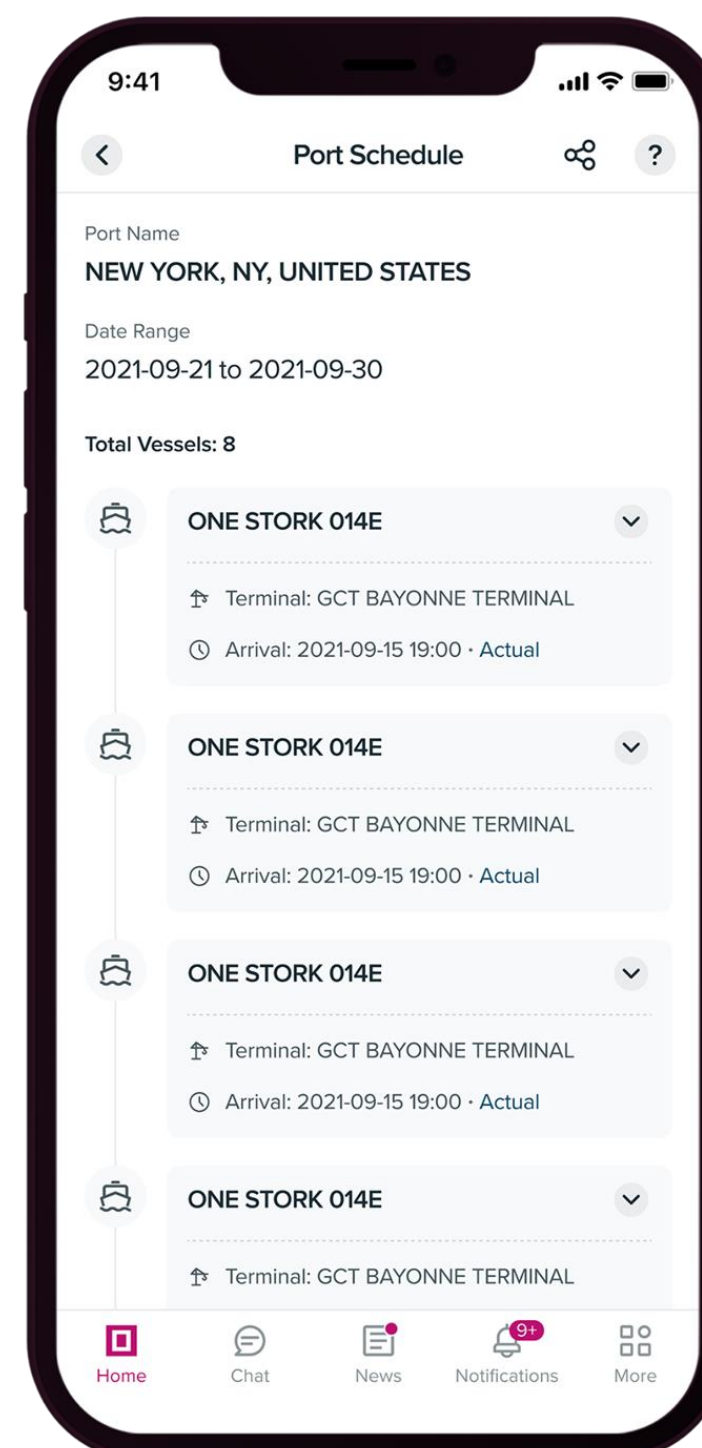 9:41
Port Schedule
?
Port Name
NEW YORK, NY, UNITED STATES
Date Range
2021-09-21 to 2021-09-30
Total Vessels: 8
ONE STORK 014E
Terminal: GCT BAYONNE TERMINAL
Arrival: 2021-09-15 19:00 · Actual
ONE STORK 014E
Terminal: GCT BAYONNE TERMINAL
Arrival: 2021-09-15 19:00 · Actual
ONE STORK 014E
Terminal: GCT BAYONNE TERMINAL
Arrival: 2021-09-15 19:00 · Actual
ONE STORK 014E
Terminal: GCT BAYONNE TERMINAL
9+
Home Chat News Notifications More